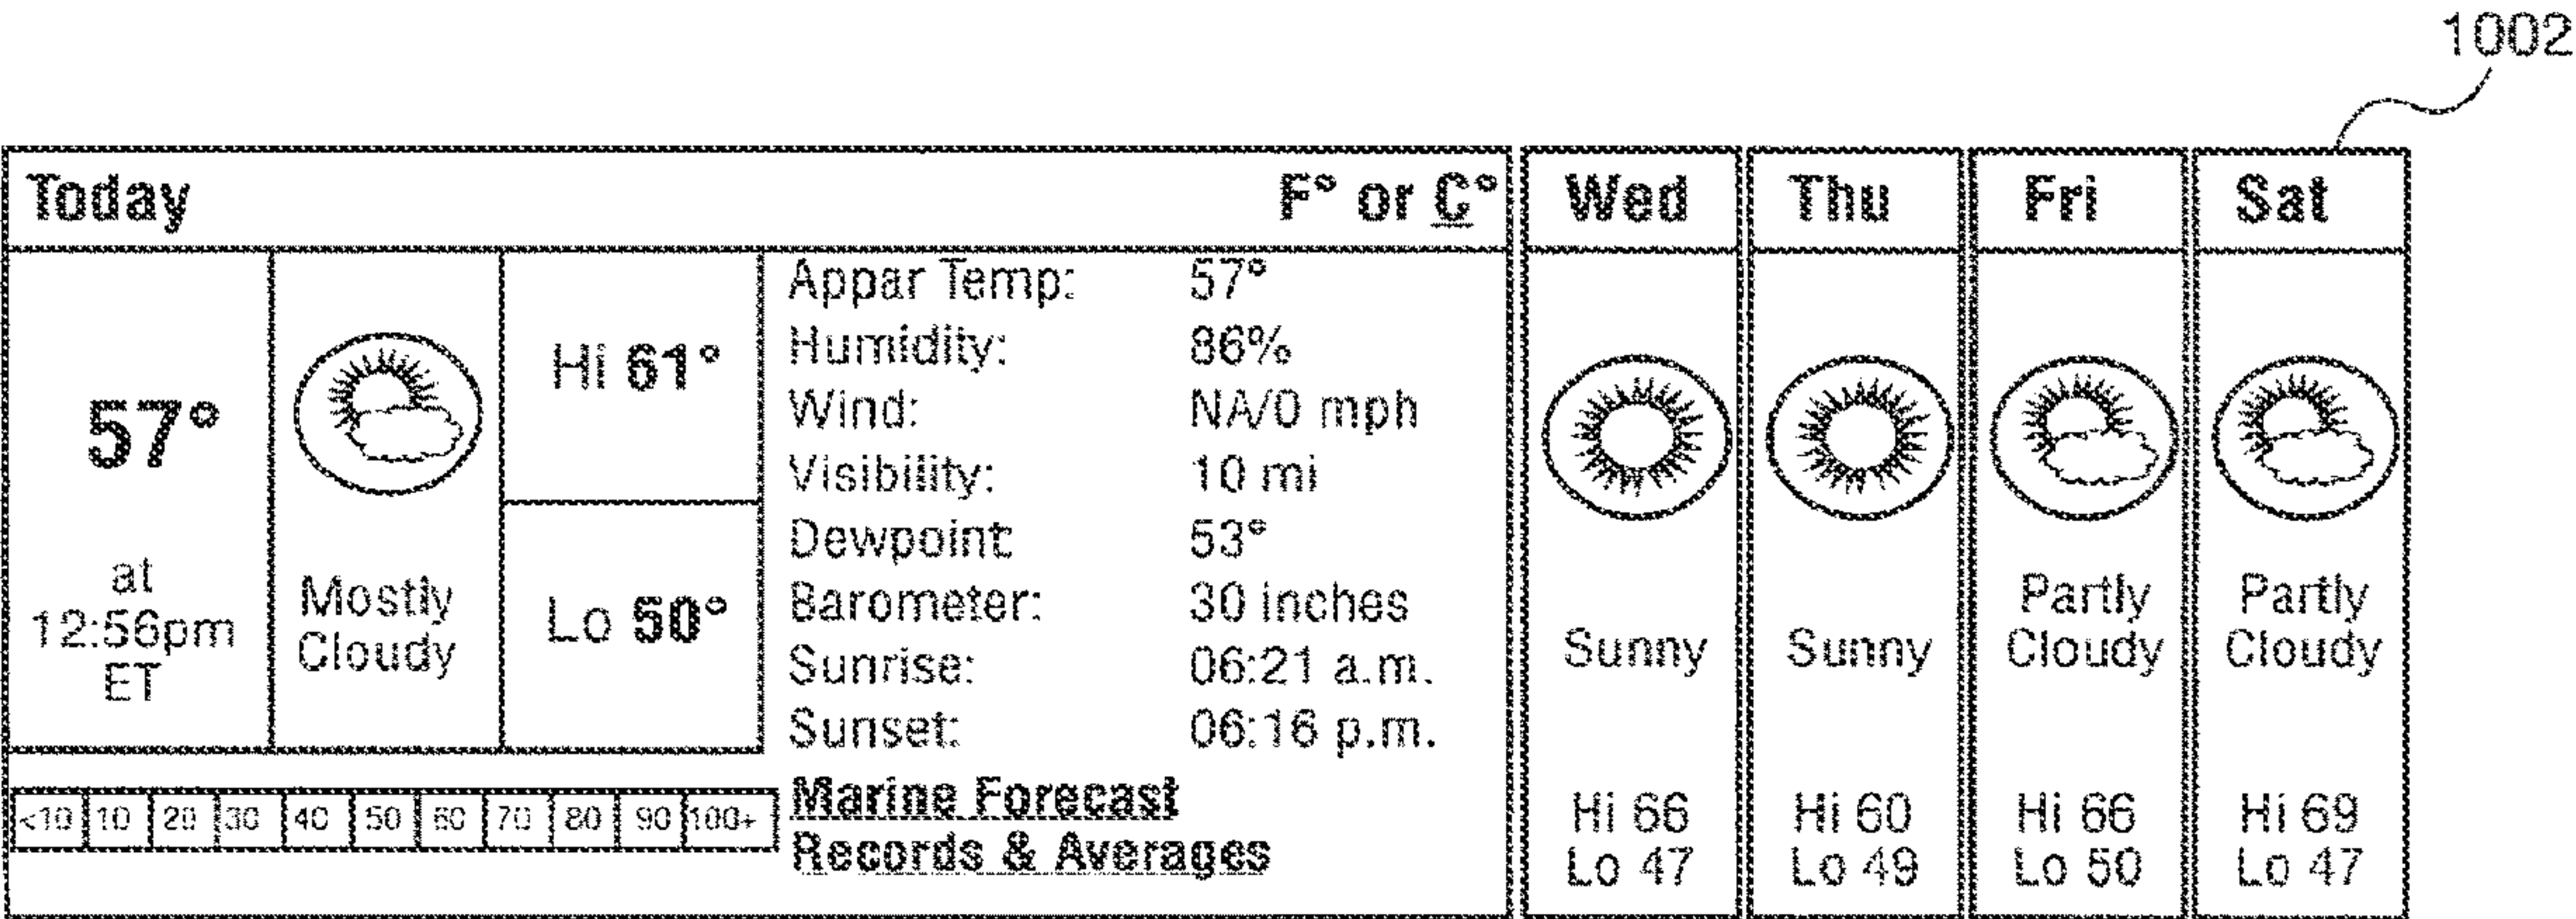 1002
Today F° or C°
57°
at
12:56pm
ET
Mostly
Cloudy
Hi 61°
Lo 50°
Appar Temp: 57°
Humidity: 86%
Wind: NA/0 mph
Visibility: 10 mi
Dewpoint: 53°
Barometer: 30 inches
Sunrise: 06:21 a.m.
Sunset: 06:16 p.m.
<10 10 20 30 40 50 60 70 80 90 100+
Marine Forecast
Records & Averages
Wed
Sunny
Hi 66
Lo 47
Thu
Sunny
Hi 60
Lo 49
Fri
Partly
Cloudy
Hi 66
Lo 50
Sat
Partly
Cloudy
Hi 69
Lo 47